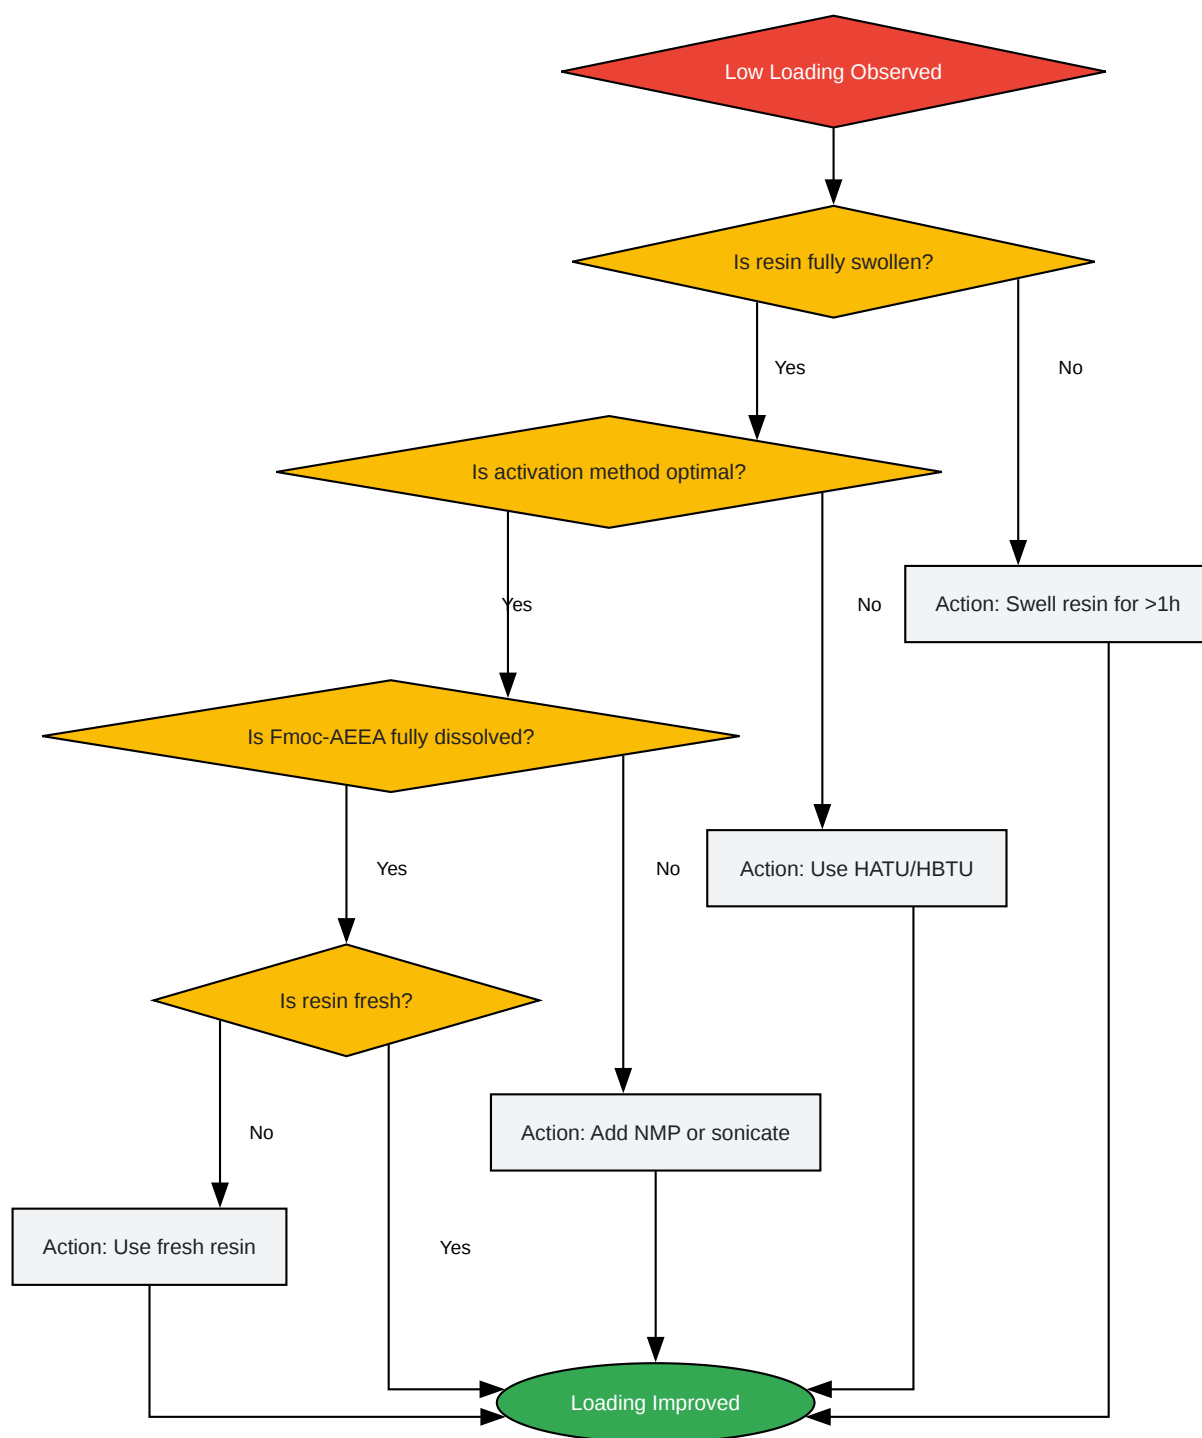 Low Loading Observed
Is resin fully swollen?
Yes
No
Is activation method optimal?
Yes
No
Action: Swell resin for >1h
Is Fmoc-AEEA fully dissolved?
Yes
No
Action: Use HATU/HBTU
Is resin fresh?
No
Action: Add NMP or sonicate
Action: Use fresh resin
Yes
Loading Improved